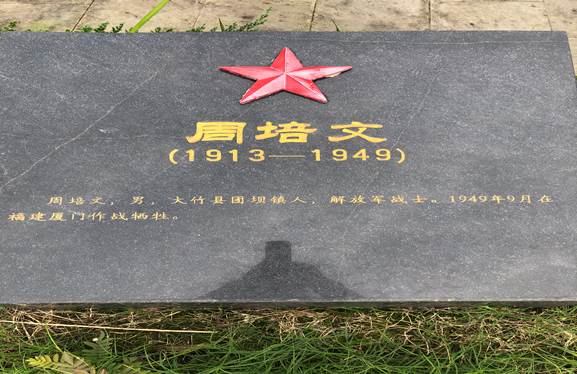 周培文
(1913—1949)
周培文，男，大竹县团坝镇人，解放军战士。1949年9月在
福建厦门作战牺牲。